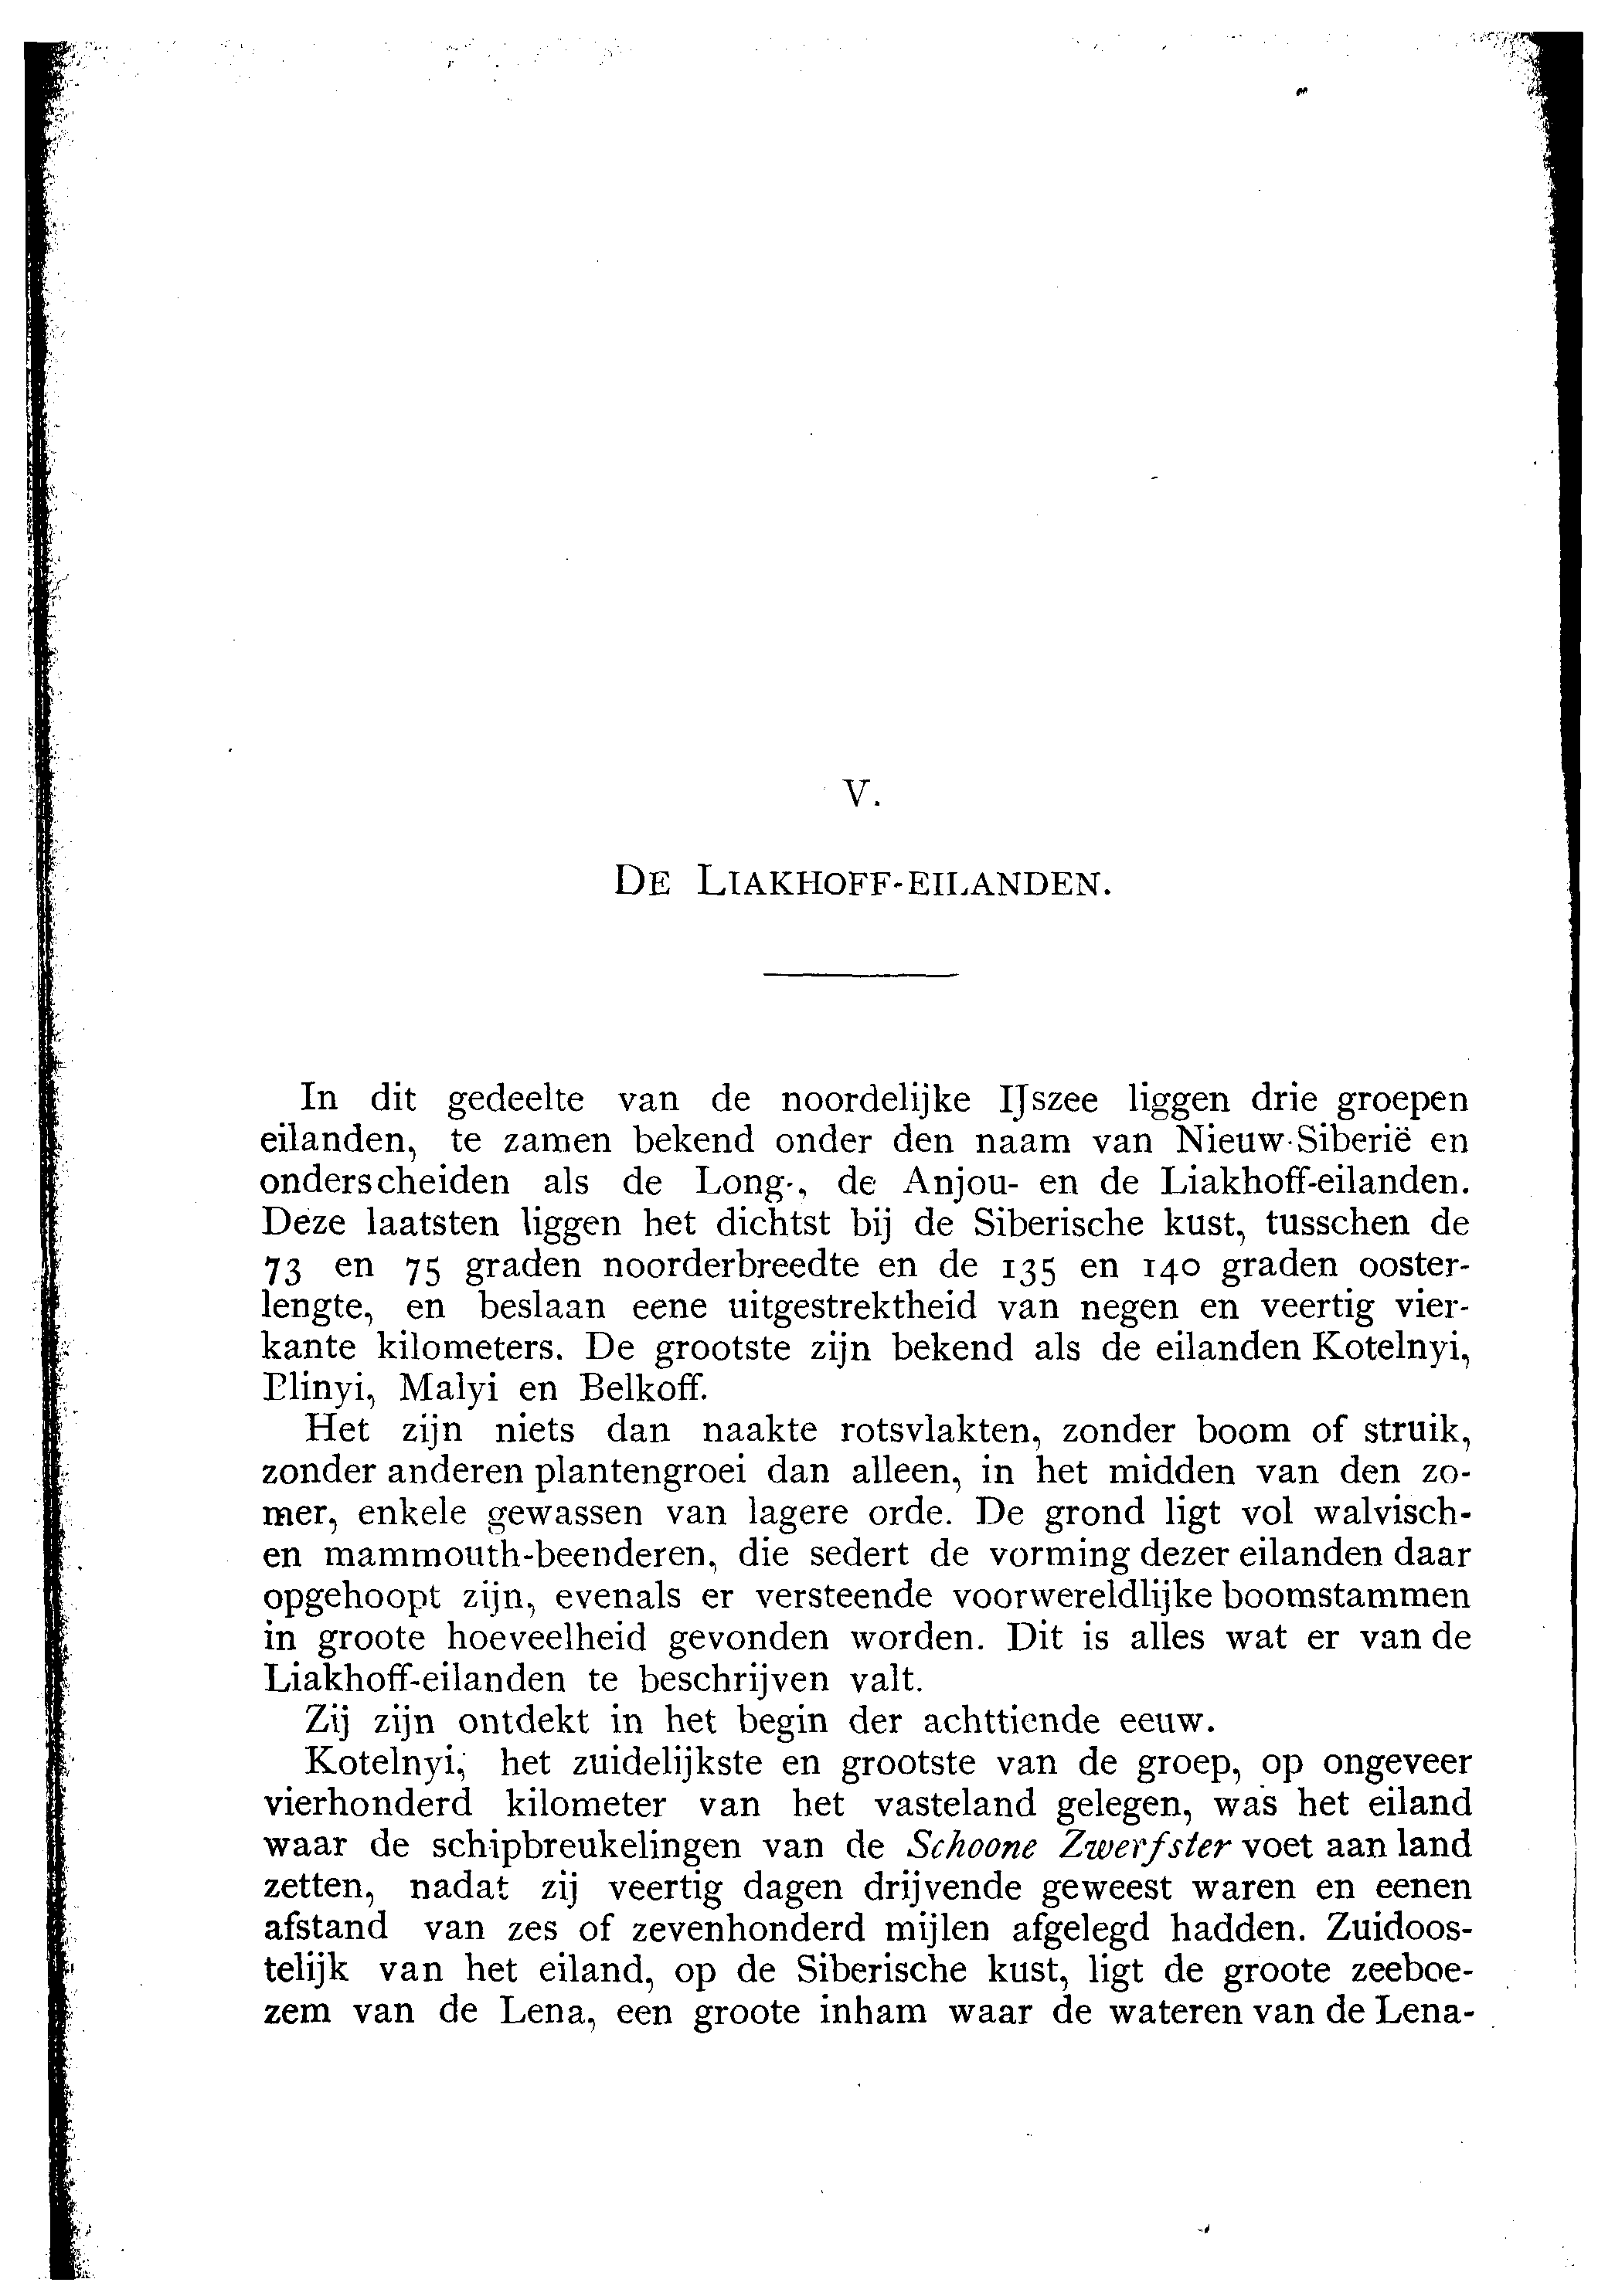 V.
DE LIAKHOFF-EILANDEN.
In dit gedeelte van de noordelijke IJszee liggen drie groepen
eilanden, te zamen bekend onder den naam van Nieuw-Siberië en
onderscheiden als de Long-, de Anjou- en de Liakhoff-eilanden.
Deze laatsten liggen het dichtst bij de Siberische kust, tusschen de
73 en 75 graden noorderbreedte en de 135 en 140 graden ooster-
lengte, en beslaan eene uitgestrektheid van negen en veertig vier-
kante kilometers. De grootste zijn bekend als de eilanden Kotelnyi,
Blinyi, Malyi en Belkoff.
Het zijn niets dan naakte rotsvlakten, zonder boom of struik,
zonder anderen plantengroei dan alleen, in het midden van den zo-
mer, enkele gewassen van lagere orde. De grond ligt vol walvisch-
en mammouth-beenderen, die sedert de vorming dezer eilanden daar
opgehoopt zijn, evenals er versteende voorwereldlijke boomstammen
in groote hoeveelheid gevonden worden. Dit is alles wat er van de
Liakhoff-eilanden te beschrijven valt.
Zij zijn ontdekt in het begin der achttiende eeuw.
Kotelnyi, het zuidelijkste en grootste van de groep, op ongeveer
vierhonderd kilometer van het vasteland gelegen, was het eiland
waar de schipbreukelingen van de Schoone Zwerfster voet aan land
zetten, nadat zij veertig dagen drijvende geweest waren en eenen
afstand van zes of zevenhonderd mijlen afgelegd hadden. Zuidoos-
telijk van het eiland, op de Siberische kust, ligt de groote zeeboe-
zem van de Lena, een groote inham waar de wateren van de Lena-